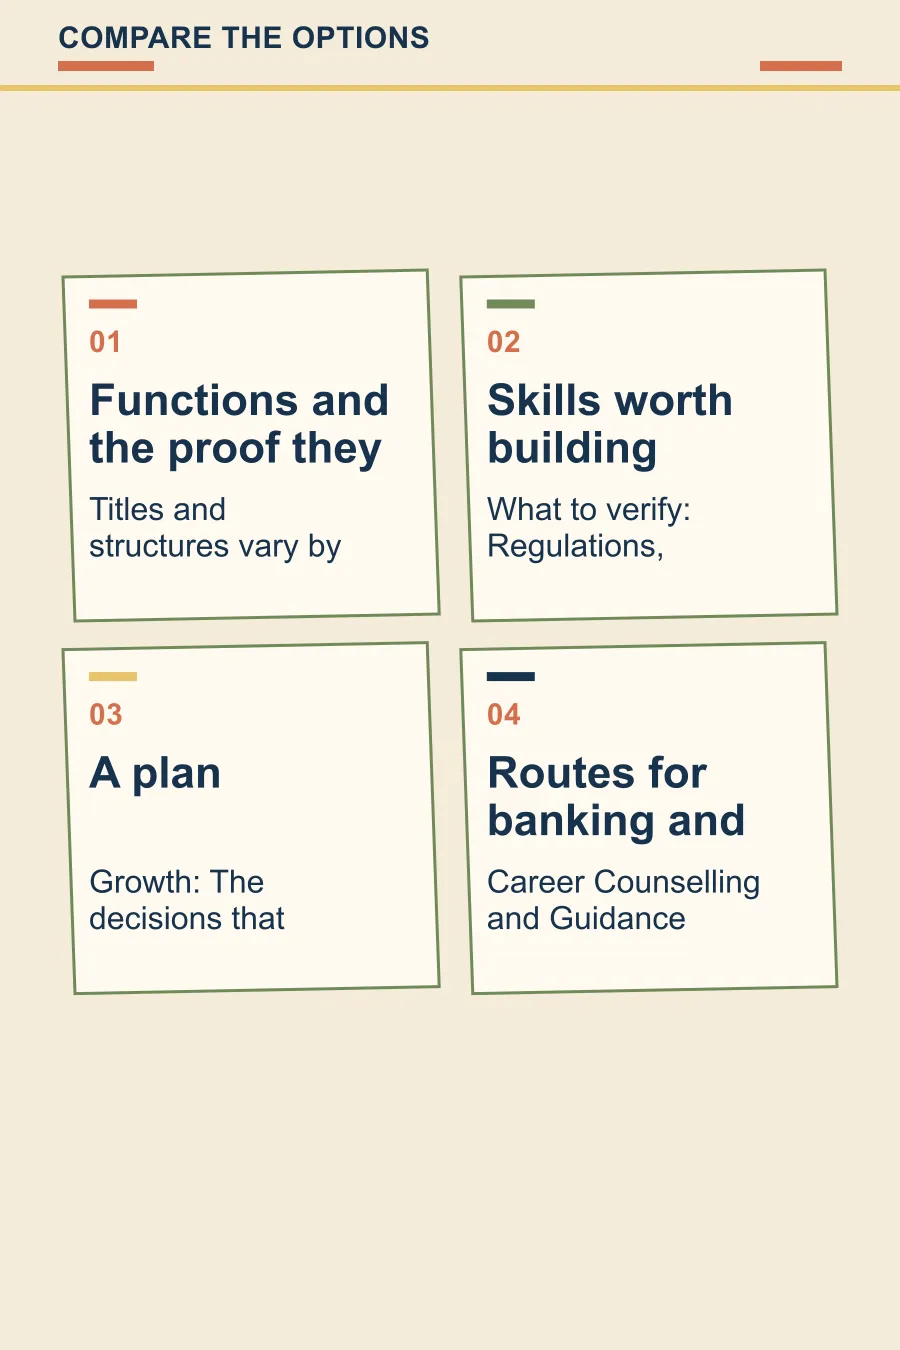 COMPARE THE OPTIONS
01
Functions and
the proof they
Titles and
structures vary by
02
Skills worth
building
What to verify:
Regulations,
03
A plan
Growth: The
decisions that
04
Routes for
banking and
Career Counselling
and Guidance